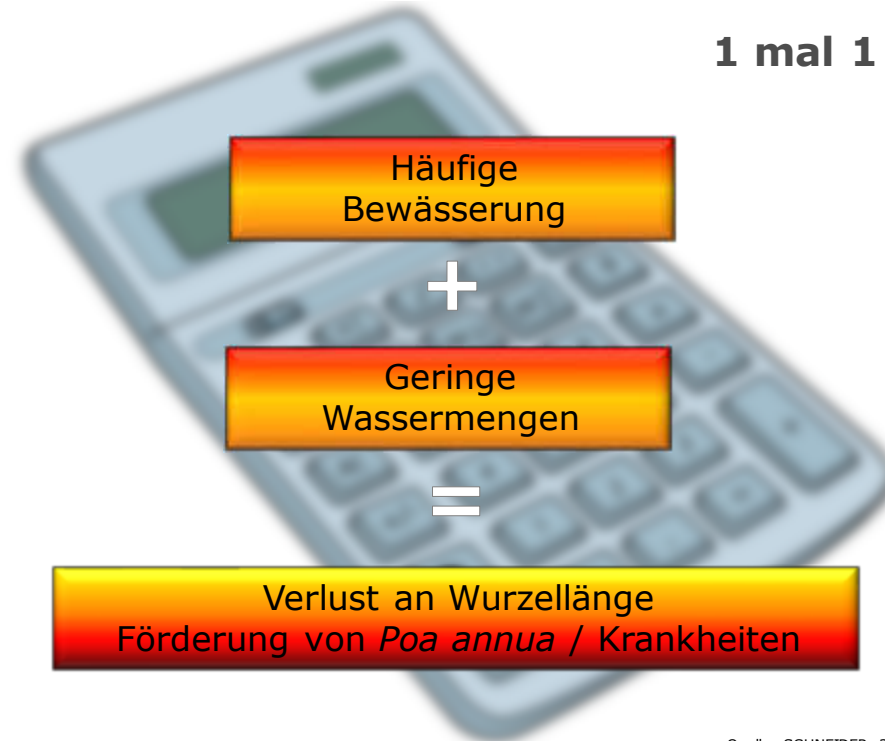 1 mal 1
Häufige
Bewässerung
+
Geringe
Wassermengen
=
Verlust an Wurzellänge
Förderung von Poa annua / Krankheiten